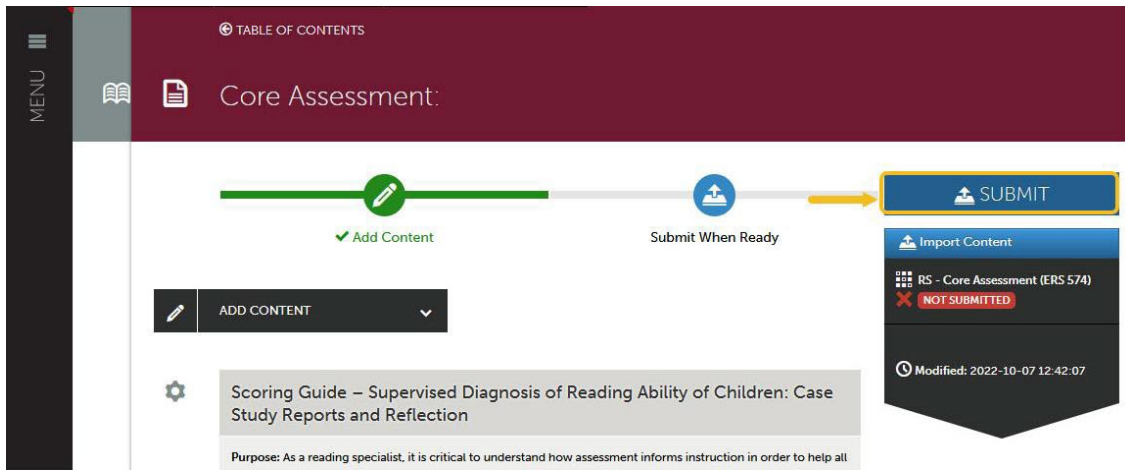 MENU
TABLE OF CONTENTS
Core Assessment:
Add Content
Submit When Ready
SUBMIT
Import Content
RS - Core Assessment (ERS 574)
NOT SUBMITTED
Modified: 2022-10-07 12:42:07
ADD CONTENT
Scoring Guide – Supervised Diagnosis of Reading Ability of Children: Case
Study Reports and Reflection
Purpose: As a reading specialist, it is critical to understand how assessment informs instruction in order to help all